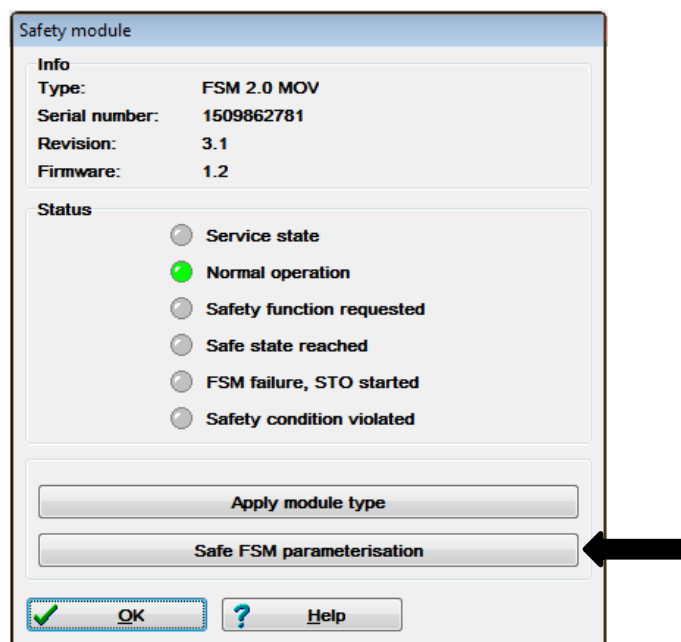 Safety module
Info
Type: FSM 2.0 MOV
Serial number: 1509862781
Revision: 3.1
Firmware: 1.2
Status
Service state
Normal operation
Safety function requested
Safe state reached
FSM failure, STO started
Safety condition violated
Apply module type
Safe FSM parameterisation
OK
? Help